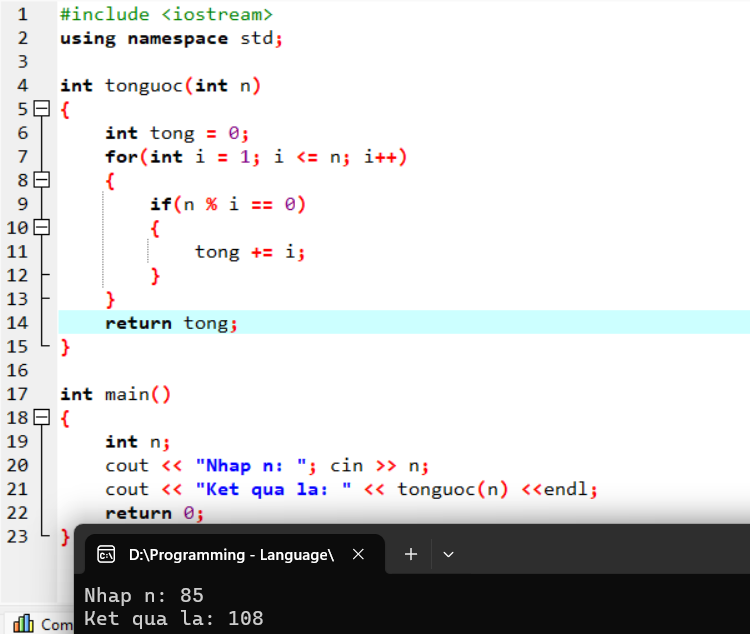 1 #include <iostream>
2 using namespace std;
3
4 int tonguoc(int n)
5 {
6 int tong = 0;
7 for(int i = 1; i <= n; i++)
8 {
9 if(n % i == 0)
10 {
11 tong += i;
12 }
13 }
14 return tong;
15 }
16
17 int main()
18 {
19 int n;
20 cout << "Nhap n: "; cin >> n;
21 cout << "Ket qua la: " << tonguoc(n) <<endl;
22 return 0;
23 }
D:\Programming - Language\
Nhap n: 85
Ket qua la: 108
Com